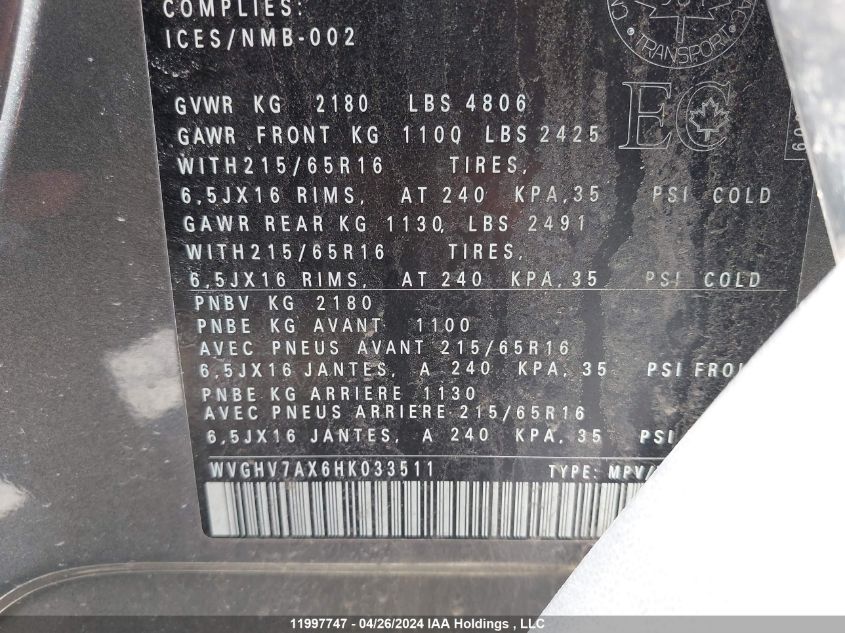 COMPLIES:
ICES/NMB-002
TRANSPORT
GVWR KG 2180 LBS 4806
GAWR FRONT KG 1100 LBS 2425
EC
WITH215/65R16 TIRES,
6,5JX16 RIMS, AT 240 KPA,35 PSI COLD
GAWR REAR KG 1130, LBS 2491
WITH215/65R16 TIRES,
6,5JX16 RIMS, AT 240 KPA,35 PSI COLD
PNBV KG 2180
PNBE KG AVANT 1100
AVEC PNEUS AVANT 215/65R16
6,5JX16 JANTES, A 240 KPA, 35 PSI FROI
PNBE KG ARRIERE 1130
AVEC PNEUS ARRIERE 215/65R16
6,5JX16 JANTES, A 240 KPA, 35 PSI
WVGHV7AX6HK033511 TYPE: MPV/
11997747 - 04/26/2024 IAA Holdings , LLC